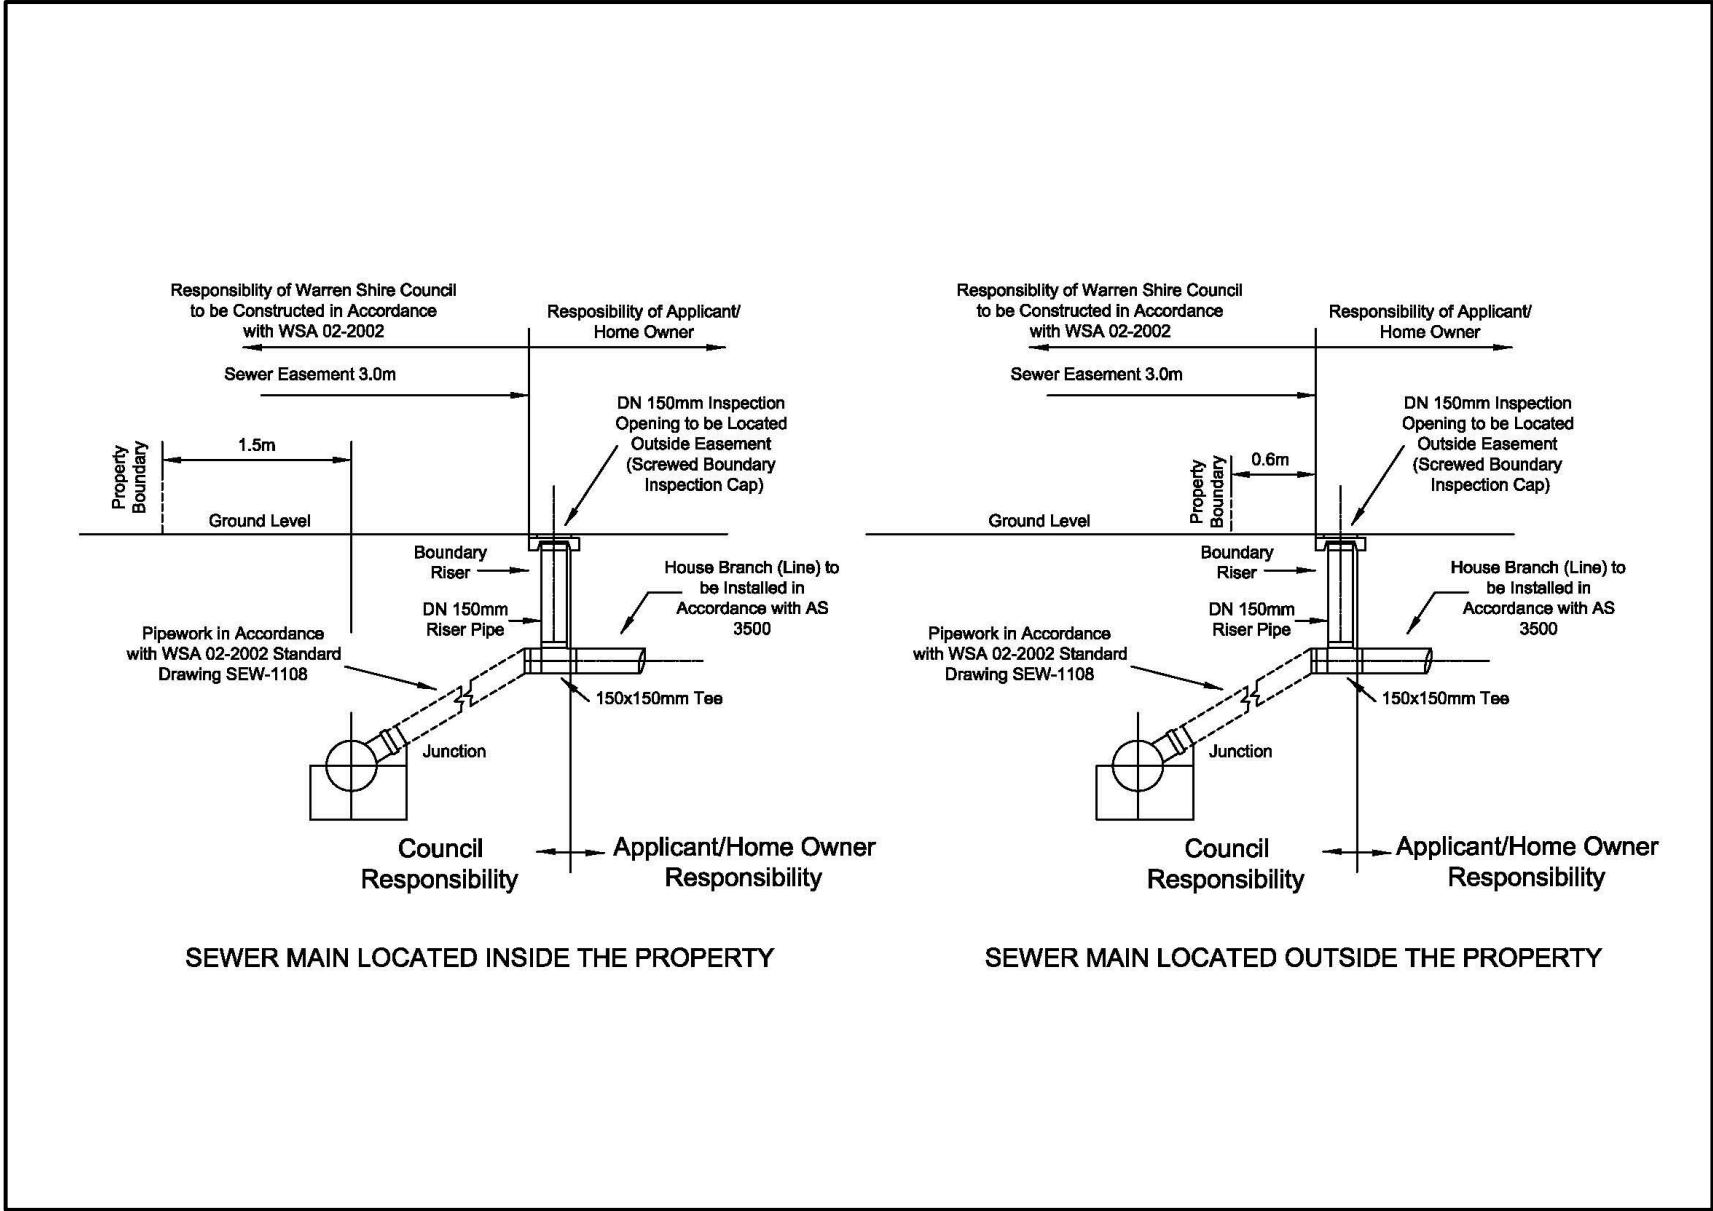 Responsiblity of Warren Shire Council
to be Constructed in Accordance
with WSA 02-2002
Resposibility of Applicant/
Home Owner
Sewer Easement 3.0m
DN 150mm Inspection
Opening to be Located
Outside Easement
(Screwed Boundary
Inspection Cap)
Property
Boundary
1.5m
Ground Level
Boundary
Riser
House Branch (Line) to
be Installed in
Accordance with AS
3500
DN 150mm
Riser Pipe
Pipework in Accordance
with WSA 02-2002 Standard
Drawing SEW-1108
150x150mm Tee
Junction
Council
Responsibility
Applicant/Home Owner
Responsibility
SEWER MAIN LOCATED INSIDE THE PROPERTY
Responsiblity of Warren Shire Council
to be Constructed in Accordance
with WSA 02-2002
Responsibility of Applicant/
Home Owner
Sewer Easement 3.0m
DN 150mm Inspection
Opening to be Located
Outside Easement
(Screwed Boundary
Inspection Cap)
Property
Boundary
0.6m
Ground Level
Boundary
Riser
House Branch (Line) to
be Installed in
Accordance with AS
3500
DN 150mm
Riser Pipe
Pipework in Accordance
with WSA 02-2002 Standard
Drawing SEW-1108
150x150mm Tee
Junction
Council
Responsibility
Applicant/Home Owner
Responsibility
SEWER MAIN LOCATED OUTSIDE THE PROPERTY